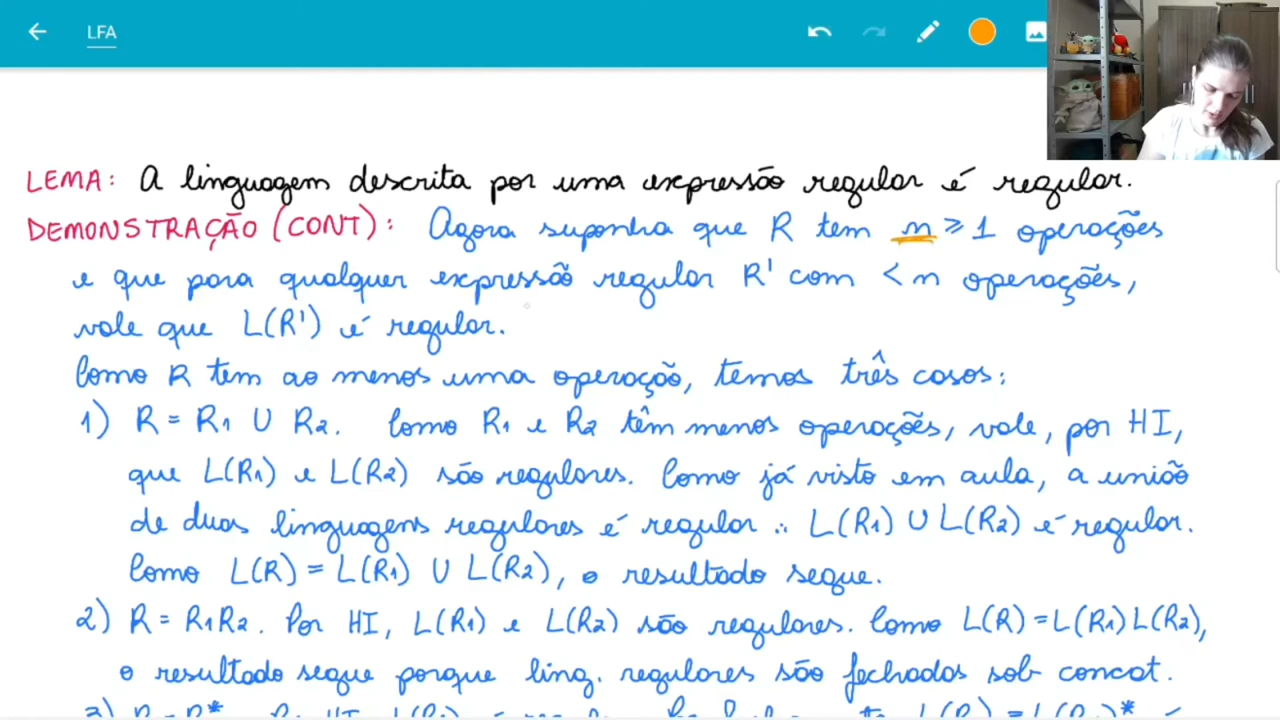 LFA
LEMA: A linguagem descrita por uma expressão regular é regular.
DEMONSTRAÇÃO (CONT): Agora suponha que R tem n ≥ 1 operações
e que para qualquer expressão regular R' com < n operações,
vale que L(R') é regular.
Como R tem ao menos uma operação, temos três casos:
1) R = R1 ∪ R2. Como R1 e R2 têm menos operações, vale, por HI,
que L(R1) e L(R2) são regulares. Como já visto em aula, a união
de duas linguagens regulares é regular ∴ L(R1) ∪ L(R2) é regular.
Como L(R) = L(R1) ∪ L(R2), o resultado segue.
2) R = R1R2. Por HI, L(R1) e L(R2) são regulares. Como L(R) = L(R1)L(R2),
o resultado segue porque ling. regulares são fechadas sob concat.